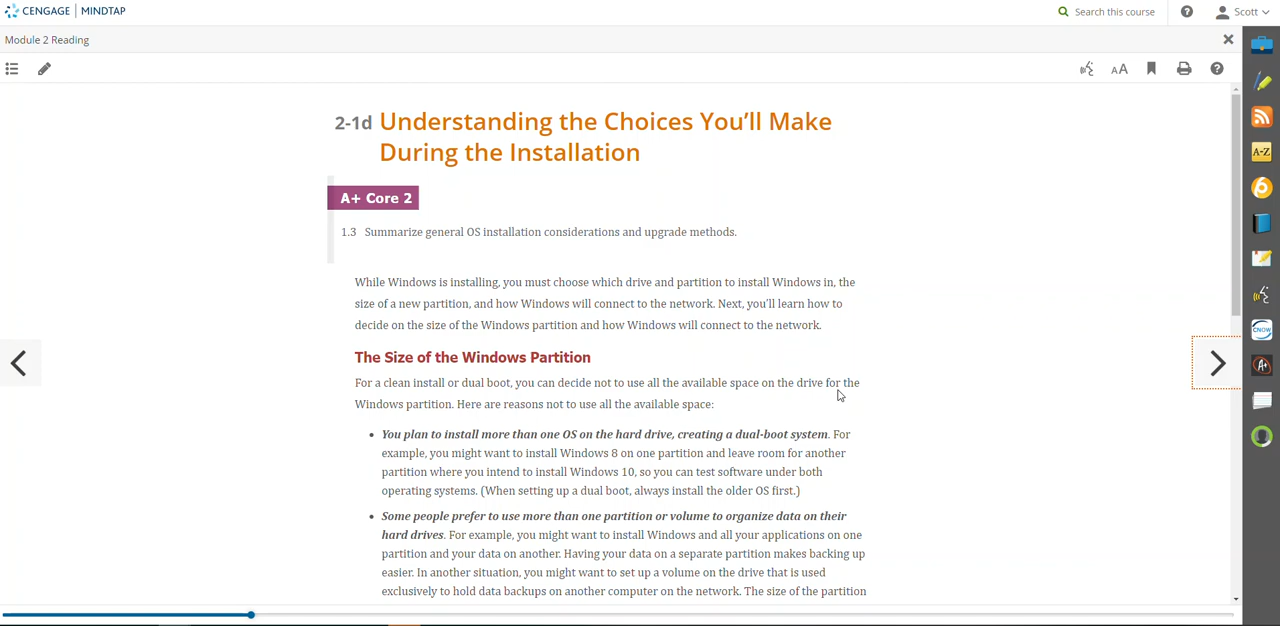 CENGAGE | MINDTAP
Search this course
Scott
Module 2 Reading
AA
2-1d Understanding the Choices You'll Make
During the Installation
A+ Core 2
1.3 Summarize general OS installation considerations and upgrade methods.
While Windows is installing, you must choose which drive and partition to install Windows in, the
size of a new partition, and how Windows will connect to the network. Next, you'll learn how to
decide on the size of the Windows partition and how Windows will connect to the network.
The Size of the Windows Partition
For a clean install or dual boot, you can decide not to use all the available space on the drive for the
Windows partition. Here are reasons not to use all the available space:
• You plan to install more than one OS on the hard drive, creating a dual-boot system. For
example, you might want to install Windows 8 on one partition and leave room for another
partition where you intend to install Windows 10, so you can test software under both
operating systems. (When setting up a dual boot, always install the older OS first.)
• Some people prefer to use more than one partition or volume to organize data on their
hard drives. For example, you might want to install Windows and all your applications on one
partition and your data on another. Having your data on a separate partition makes backing up
easier. In another situation, you might want to set up a volume on the drive that is used
exclusively to hold data backups on another computer on the network. The size of the partition
A-Z
CNOW
A+